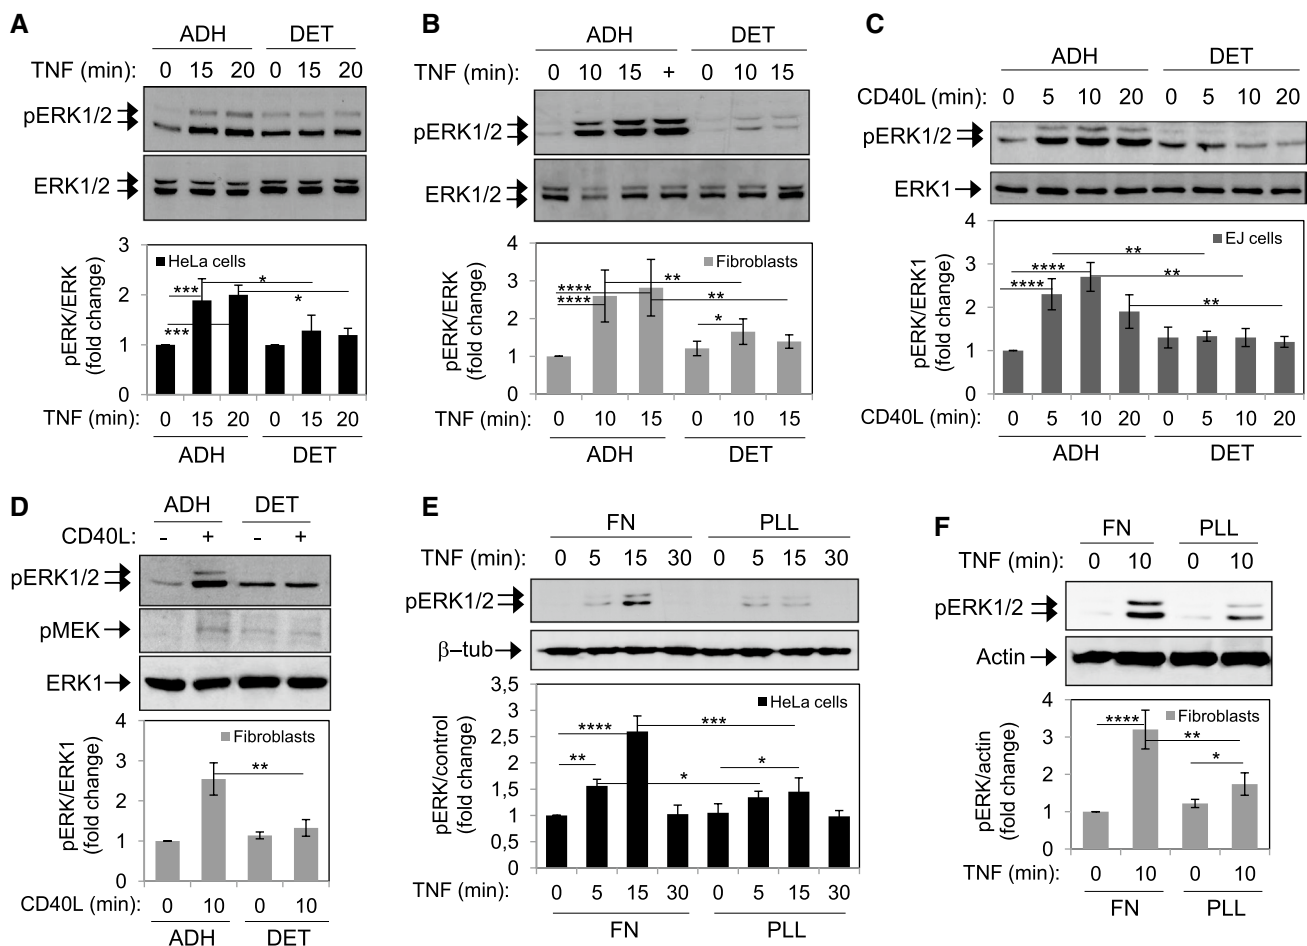 A
ADH DET
TNF (min): 0 15 20 0 15 20
pERK1/2
ERK1/2
3
2
1
0
pERK/ERK
(fold change)
HeLa cells
*** *
*
***
TNF (min): 0 15 20 0 15 20
ADH DET
B
ADH DET
TNF (min): 0 10 15 + 0 10 15
pERK1/2
ERK1/2
4
3
2
1
0
pERK/ERK
(fold change)
Fibroblasts
**** **
**** **
*
TNF (min): 0 10 15 0 10 15
ADH DET
C
ADH DET
CD40L (min): 0 5 10 20 0 5 10 20
pERK1/2
ERK1
4
3
2
1
0
pERK/ERK1
(fold change)
EJ cells
**
**** **
****
**
CD40L (min): 0 5 10 20 0 5 10 20
ADH DET
D
ADH DET
CD40L: - + - +
pERK1/2
pMEK
ERK1
4
3
2
1
0
pERK/ERK1
(fold change)
Fibroblasts
**
CD40L (min): 0 10 0 10
ADH DET
E
FN PLL
TNF (min): 0 5 15 30 0 5 15 30
pERK1/2
β–tub
3,5
3
2,5
2
1,5
1
0,5
0
pERK/control
(fold change)
HeLa cells
**** ***
** * *
TNF (min): 0 5 15 30 0 5 15 30
FN PLL
F
FN PLL
TNF (min): 0 10 0 10
pERK1/2
Actin
4
3
2
1
0
pERK/actin
(fold change)
Fibroblasts
****
**
*
TNF (min): 0 10 0 10
FN PLL